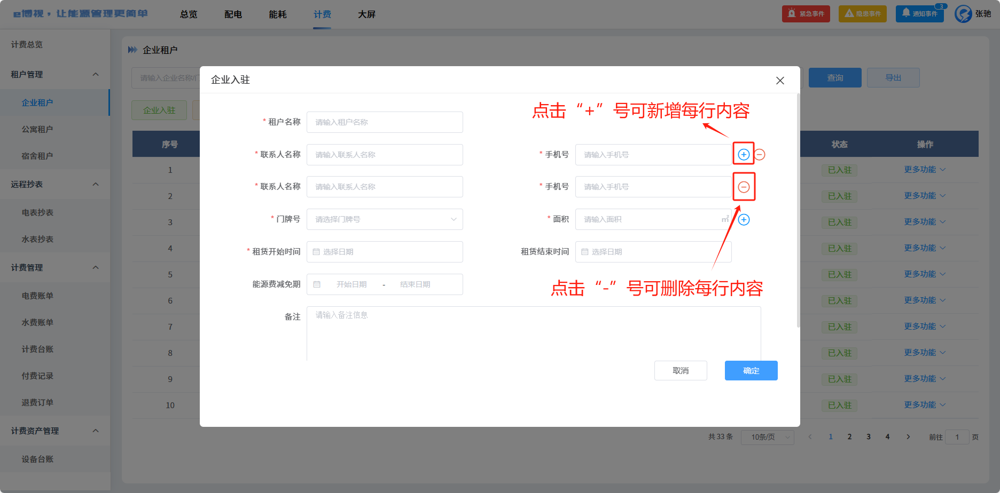 e博视，让能源管理更简单
总览 配电 能耗 计费 大屏
紧急事件 隐患事件 通知事件 3 张驰
计费总览
租户管理
企业租户
公寓租户
宿舍租户
远程抄表
电表抄表
水表抄表
计费管理
电费账单
水费账单
计费台账
付费记录
退费订单
计费资产管理
设备台账
企业租户
请输入企业名称/门
查询 导出
企业入驻
序号 状态 操作
1 已入驻 更多功能
2 已入驻 更多功能
3 已入驻 更多功能
4 已入驻 更多功能
5 已入驻 更多功能
6 已入驻 更多功能
7 已入驻 更多功能
8 已入驻 更多功能
9 已入驻 更多功能
10 已入驻 更多功能
共 33 条 10条/页 1 2 3 4 前往 1 页
企业入驻
点击“+”号可新增每行内容
* 租户名称 请输入租户名称
* 联系人名称 请输入联系人名称 * 手机号 请输入手机号
* 联系人名称 请输入联系人名称 * 手机号 请输入手机号
* 门牌号 请选择门牌号 * 面积 请输入面积 ㎡
* 租赁开始时间 选择日期 租赁结束时间 选择日期
能源费减免期 开始日期 - 结束日期
点击“-”号可删除每行内容
备注 请输入备注信息
取消 确定